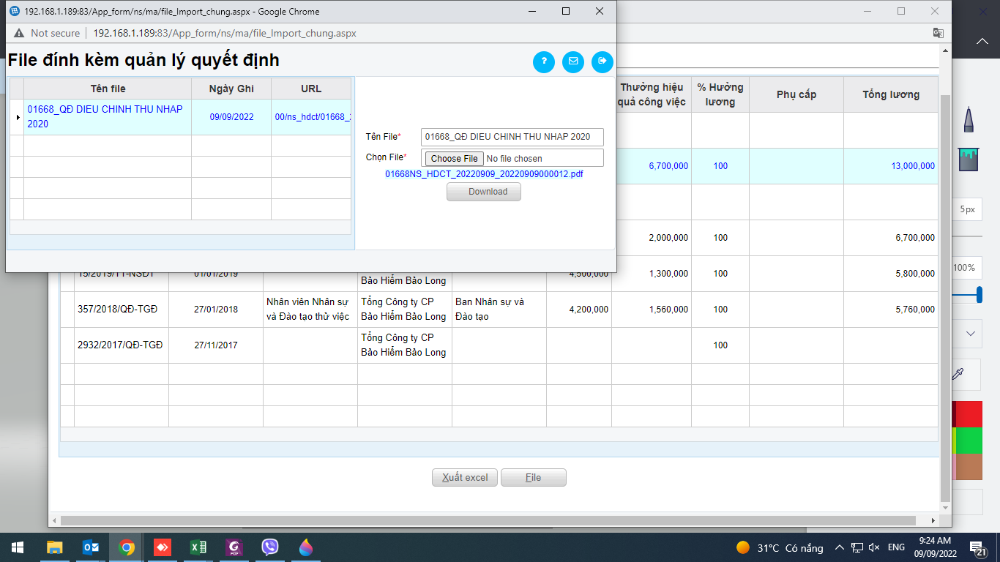 192.168.1.189:83/App_form/ns/ma/file_Import_chung.aspx - Google Chrome
Not secure
192.168.1.189:83/App_form/ns/ma/file_Import_chung.aspx
File đính kèm quản lý quyết định
?
Tên file
Ngày Ghi
URL
01668_QĐ DIEU CHINH THU NHAP
2020
09/09/2022
00/ns_hdct/01668_2
Tên File*
01668_QĐ DIEU CHINH THU NHAP 2020
Chọn File*
Choose File
No file chosen
01668NS_HDCT_20220909_20220909000012.pdf
Download
Thưởng hiệu
quả công việc
% Hưởng
lương
Phụ cấp
Tổng lương
6,700,000
100
13,000,000
2,000,000
100
6,700,000
15/2019/TT-NSĐT
01/01/2019
Bảo Hiểm Bảo Long
4,500,000
1,300,000
100
5,800,000
357/2018/QĐ-TGĐ
27/01/2018
Nhân viên Nhân sự
và Đào tạo thử việc
Tổng Công ty CP
Bảo Hiểm Bảo Long
Ban Nhân sự và
Đào tạo
4,200,000
1,560,000
100
5,760,000
2932/2017/QĐ-TGĐ
27/11/2017
Tổng Công ty CP
Bảo Hiểm Bảo Long
100
Xuất excel
File
5px
100%
31°C Có nắng
ENG
9:24 AM
09/09/2022
21